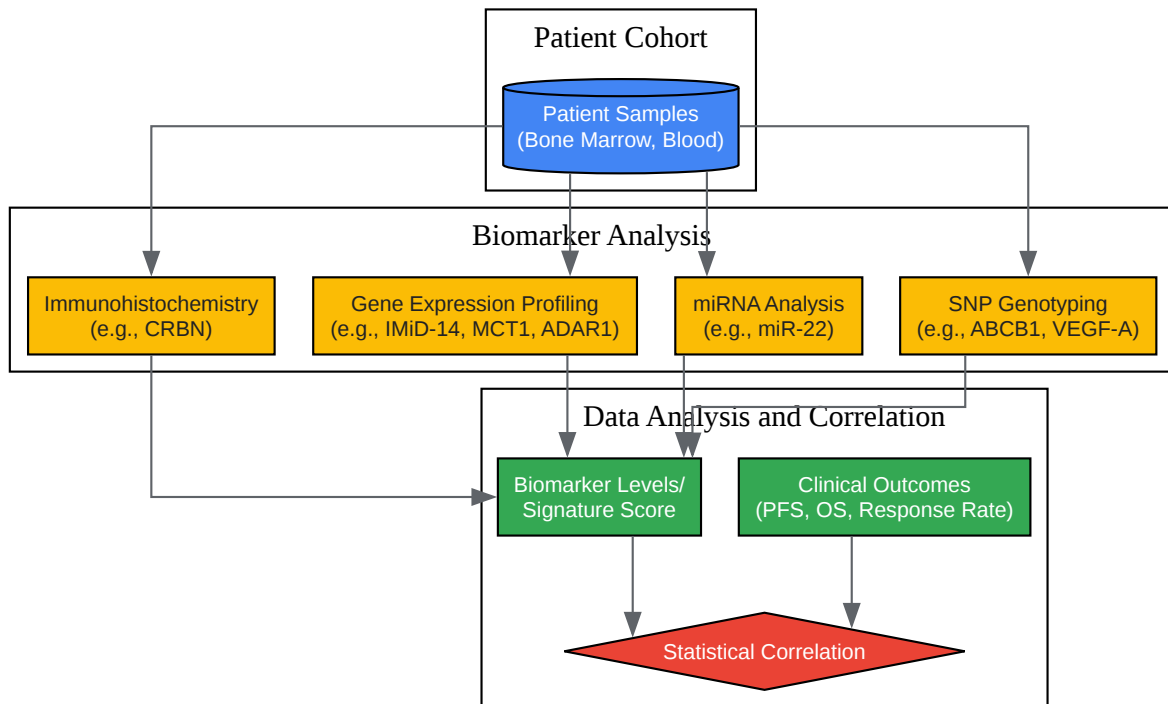 Patient Cohort
Patient Samples
(Bone Marrow, Blood)
Biomarker Analysis
Immunohistochemistry
(e.g., CRBN)
Gene Expression Profiling
(e.g., IMiD-14, MCT1, ADAR1)
miRNA Analysis
(e.g., miR-22)
SNP Genotyping
(e.g., ABCB1, VEGF-A)
Data Analysis and Correlation
Biomarker Levels/
Signature Score
Clinical Outcomes
(PFS, OS, Response Rate)
Statistical Correlation